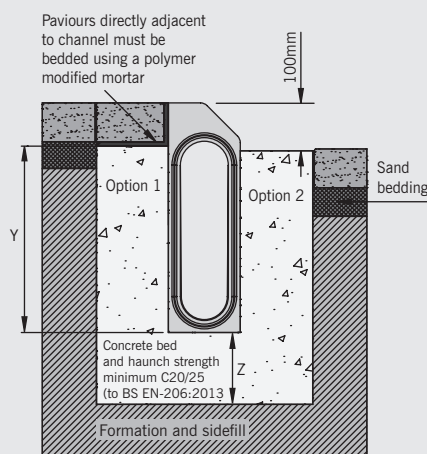 Paviours directly adjacent
to channel must be
bedded using a polymer
modified mortar
100mm
Option 1
Option 2
Sand
bedding
Y
Concrete bed
and haunch strength
minimum C20/25
(to BS EN-206:2013
Z
Formation and sidefill